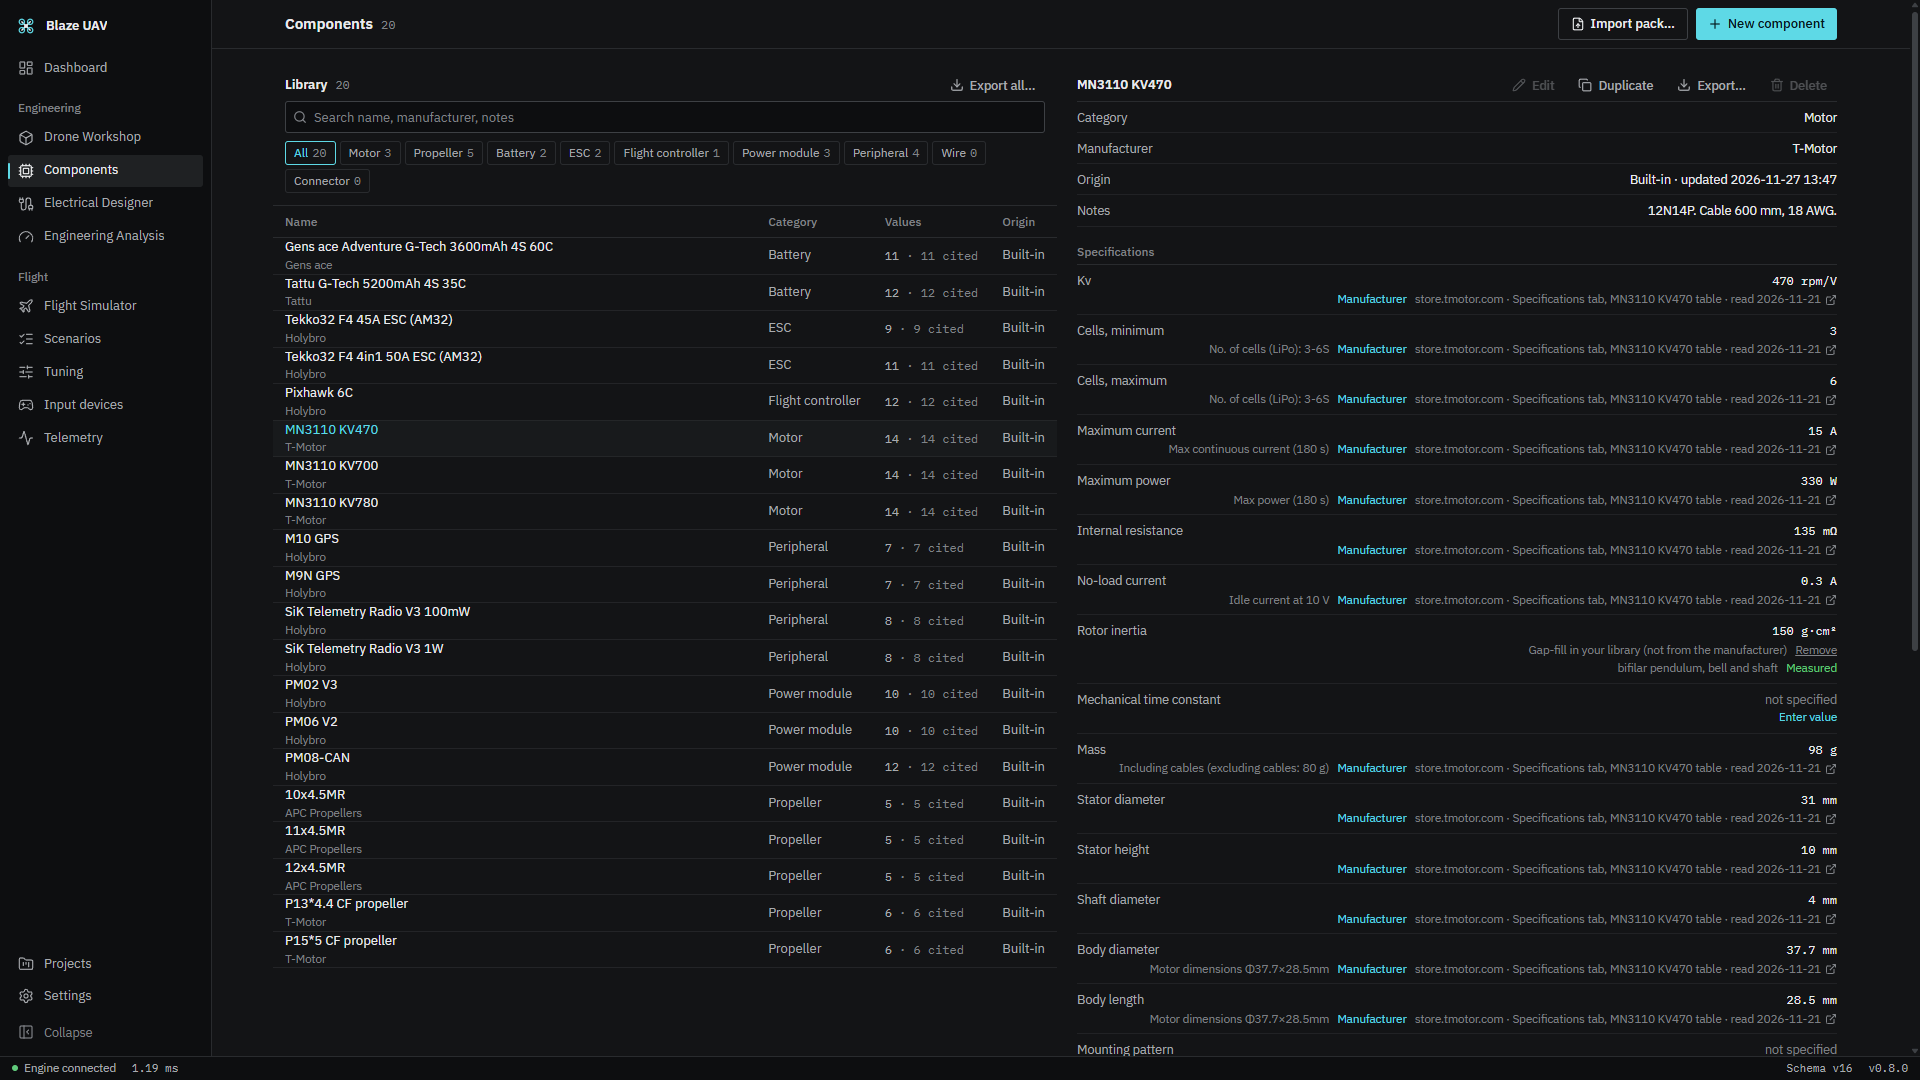 Blaze UAV
Dashboard
Engineering
Drone Workshop
Components
Electrical Designer
Engineering Analysis
Flight
Flight Simulator
Scenarios
Tuning
Input devices
Telemetry
Projects
Settings
Collapse
Components 20
Import pack...
New component
Library 20
Export all...
Search name, manufacturer, notes
All 20 Motor 3 Propeller 5 Battery 2 ESC 2 Flight controller 1 Power module 3 Peripheral 4 Wire 0
Connector 0
Name Category Values Origin
Gens ace Adventure G-Tech 3600mAh 4S 60C
Gens ace
Battery 11 · 11 cited Built-in
Tattu G-Tech 5200mAh 4S 35C
Tattu
Battery 12 · 12 cited Built-in
Tekko32 F4 45A ESC (AM32)
Holybro
ESC 9 · 9 cited Built-in
Tekko32 F4 4in1 50A ESC (AM32)
Holybro
ESC 11 · 11 cited Built-in
Pixhawk 6C
Holybro
Flight controller 12 · 12 cited Built-in
MN3110 KV470
T-Motor
Motor 14 · 14 cited Built-in
MN3110 KV700
T-Motor
Motor 14 · 14 cited Built-in
MN3110 KV780
T-Motor
Motor 14 · 14 cited Built-in
M10 GPS
Holybro
Peripheral 7 · 7 cited Built-in
M9N GPS
Holybro
Peripheral 7 · 7 cited Built-in
SiK Telemetry Radio V3 100mW
Holybro
Peripheral 8 · 8 cited Built-in
SiK Telemetry Radio V3 1W
Holybro
Peripheral 8 · 8 cited Built-in
PM02 V3
Holybro
Power module 10 · 10 cited Built-in
PM06 V2
Holybro
Power module 10 · 10 cited Built-in
PM08-CAN
Holybro
Power module 12 · 12 cited Built-in
10x4.5MR
APC Propellers
Propeller 5 · 5 cited Built-in
11x4.5MR
APC Propellers
Propeller 5 · 5 cited Built-in
12x4.5MR
APC Propellers
Propeller 5 · 5 cited Built-in
P13*4.4 CF propeller
T-Motor
Propeller 6 · 6 cited Built-in
P15*5 CF propeller
T-Motor
Propeller 6 · 6 cited Built-in
MN3110 KV470
Edit Duplicate Export... Delete
Category Motor
Manufacturer T-Motor
Origin Built-in · updated 2026-11-27 13:47
Notes 12N14P. Cable 600 mm, 18 AWG.
Specifications
Kv 470 rpm/V
Manufacturer store.tmotor.com · Specifications tab, MN3110 KV470 table · read 2026-11-21
Cells, minimum 3
No. of cells (LiPo): 3-6S Manufacturer store.tmotor.com · Specifications tab, MN3110 KV470 table · read 2026-11-21
Cells, maximum 6
No. of cells (LiPo): 3-6S Manufacturer store.tmotor.com · Specifications tab, MN3110 KV470 table · read 2026-11-21
Maximum current 15 A
Max continuous current (180 s) Manufacturer store.tmotor.com · Specifications tab, MN3110 KV470 table · read 2026-11-21
Maximum power 330 W
Max power (180 s) Manufacturer store.tmotor.com · Specifications tab, MN3110 KV470 table · read 2026-11-21
Internal resistance 135 mΩ
Manufacturer store.tmotor.com · Specifications tab, MN3110 KV470 table · read 2026-11-21
No-load current 0.3 A
Idle current at 10 V Manufacturer store.tmotor.com · Specifications tab, MN3110 KV470 table · read 2026-11-21
Rotor inertia 150 g·cm²
Gap-fill in your library (not from the manufacturer) Remove
bifilar pendulum, bell and shaft Measured
Mechanical time constant not specified
Enter value
Mass 98 g
Including cables (excluding cables: 80 g) Manufacturer store.tmotor.com · Specifications tab, MN3110 KV470 table · read 2026-11-21
Stator diameter 31 mm
Manufacturer store.tmotor.com · Specifications tab, MN3110 KV470 table · read 2026-11-21
Stator height 10 mm
Manufacturer store.tmotor.com · Specifications tab, MN3110 KV470 table · read 2026-11-21
Shaft diameter 4 mm
Manufacturer store.tmotor.com · Specifications tab, MN3110 KV470 table · read 2026-11-21
Body diameter 37.7 mm
Motor dimensions Φ37.7×28.5mm Manufacturer store.tmotor.com · Specifications tab, MN3110 KV470 table · read 2026-11-21
Body length 28.5 mm
Motor dimensions Φ37.7×28.5mm Manufacturer store.tmotor.com · Specifications tab, MN3110 KV470 table · read 2026-11-21
Mounting pattern not specified
Engine connected 1.19 ms
Schema v16 v0.8.0